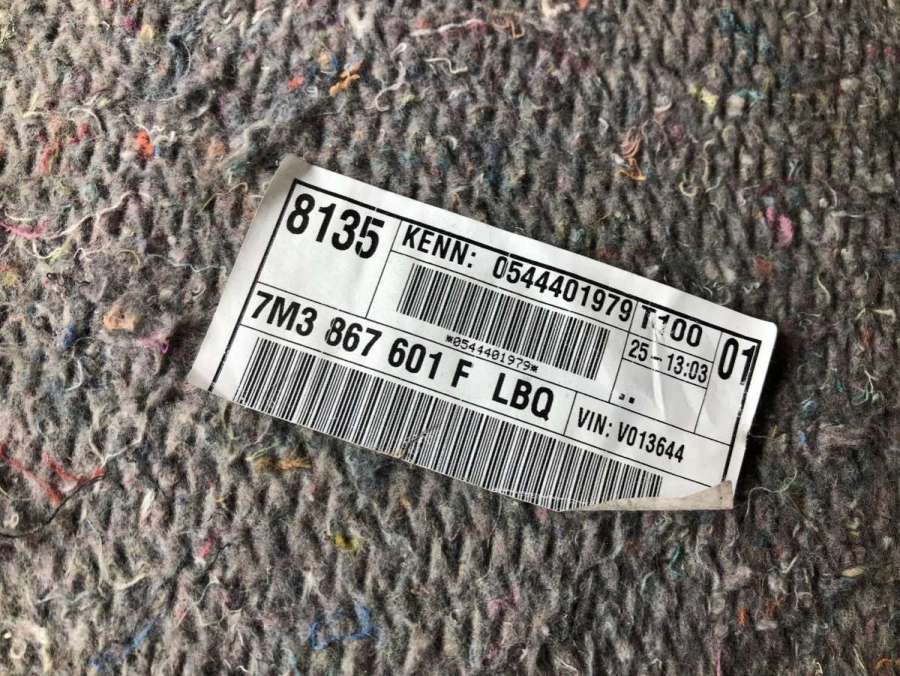 8135
KENN: 0544401979
*0544401979*
T100
25- 13:03
01
7M3 867 601 F LBQ
VIN: V013644